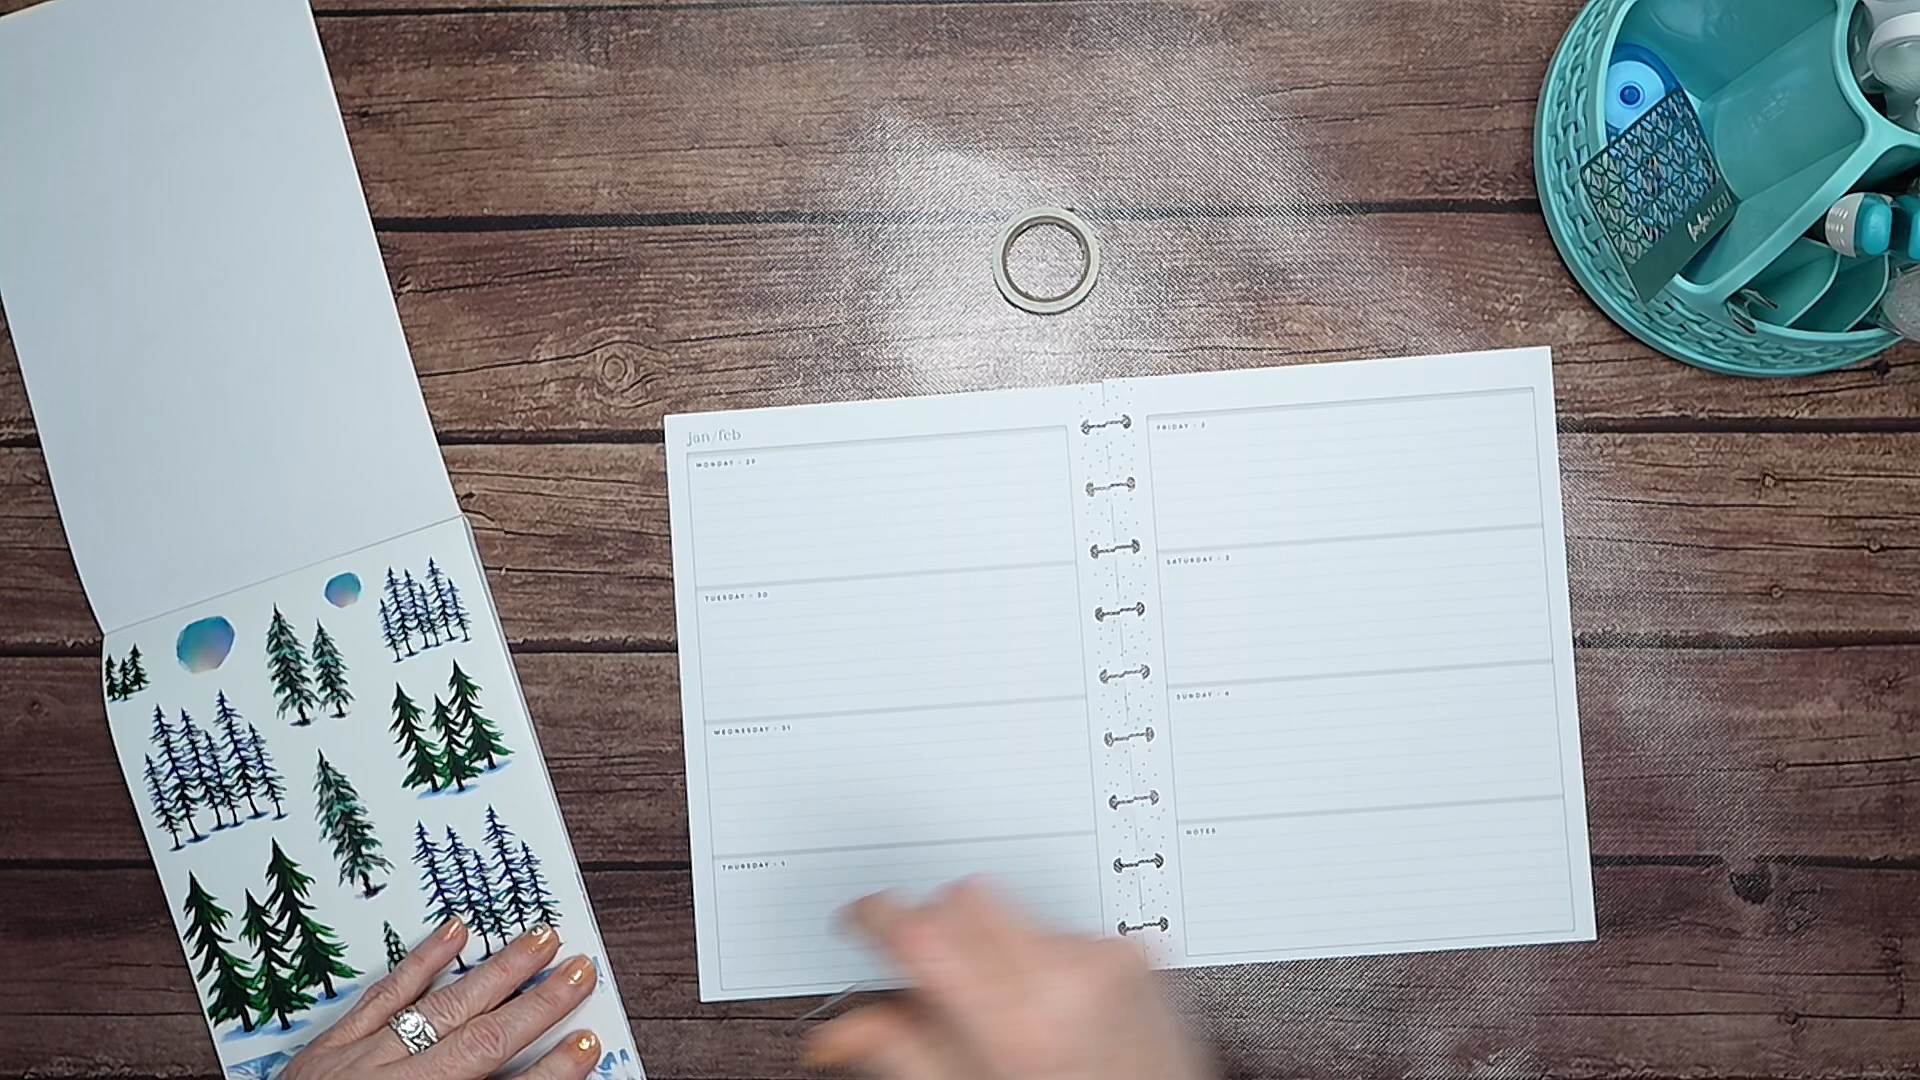 jan/feb
MONDAY - 29
TUESDAY - 30
WEDNESDAY - 31
THURSDAY - 1
FRIDAY - 2
SATURDAY - 3
SUNDAY - 4
NOTES